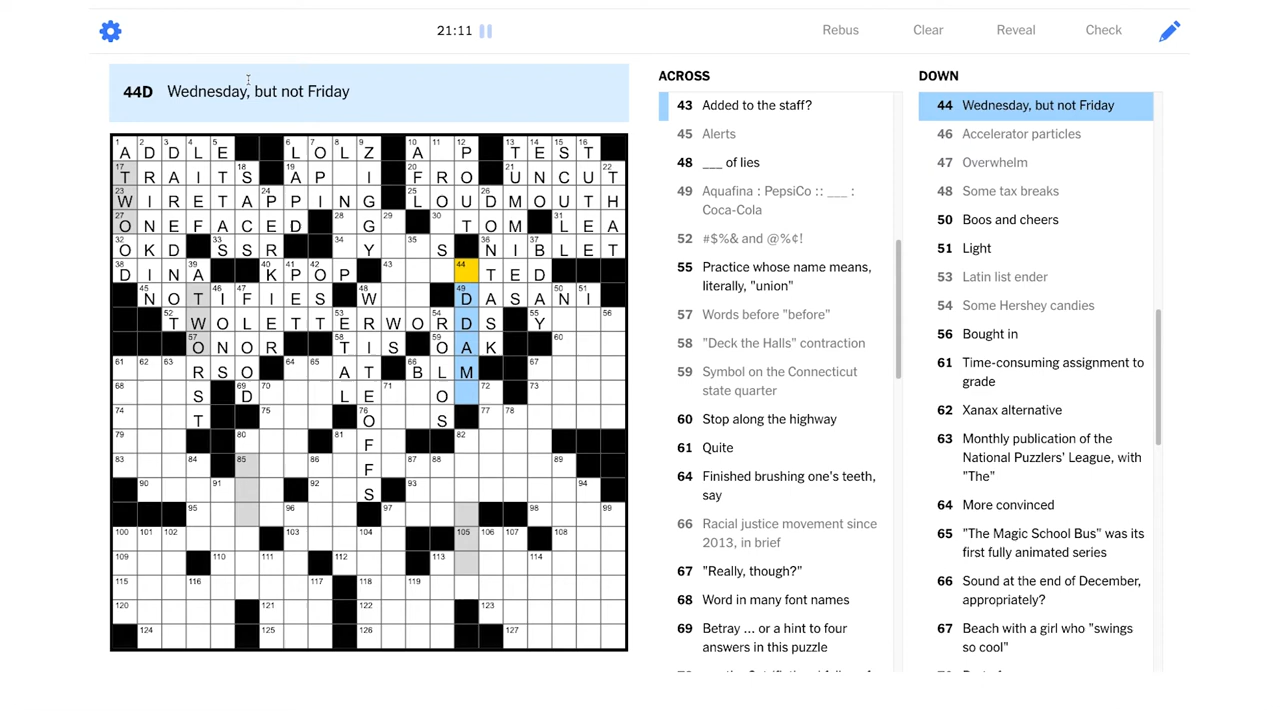 21:11
Rebus Clear Reveal Check
44D Wednesday, but not Friday
ACROSS
43 Added to the staff?
45 Alerts
48 ___ of lies
49 Aquafina : PepsiCo :: ___ :
Coca-Cola
52 #$%& and @%¢!
55 Practice whose name means,
literally, "union"
57 Words before "before"
58 "Deck the Halls" contraction
59 Symbol on the Connecticut
state quarter
60 Stop along the highway
61 Quite
64 Finished brushing one's teeth,
say
66 Racial justice movement since
2013, in brief
67 "Really, though?"
68 Word in many font names
69 Betray ... or a hint to four
answers in this puzzle
DOWN
44 Wednesday, but not Friday
46 Accelerator particles
47 Overwhelm
48 Some tax breaks
50 Boos and cheers
51 Light
53 Latin list ender
54 Some Hershey candies
56 Bought in
61 Time-consuming assignment to
grade
62 Xanax alternative
63 Monthly publication of the
National Puzzlers' League, with
"The"
64 More convinced
65 "The Magic School Bus" was its
first fully animated series
66 Sound at the end of December,
appropriately?
67 Beach with a girl who "swings
so cool"
A D D L E L O L Z A P T E S T
T R A I T S A P I F R O U N C U T
W I R E T A P P I N G L O U D M O U T H
O N E F A C E D G T O M L E A
O K D S S R Y S N I B L E T
D I N A K P O P T E D
N O T I F I E S W D A S A N I
T W O L E T T E R W O R D S Y
O N O R T I S O A K
R S O A T B L M
S D L E O
T O S
F
F
S